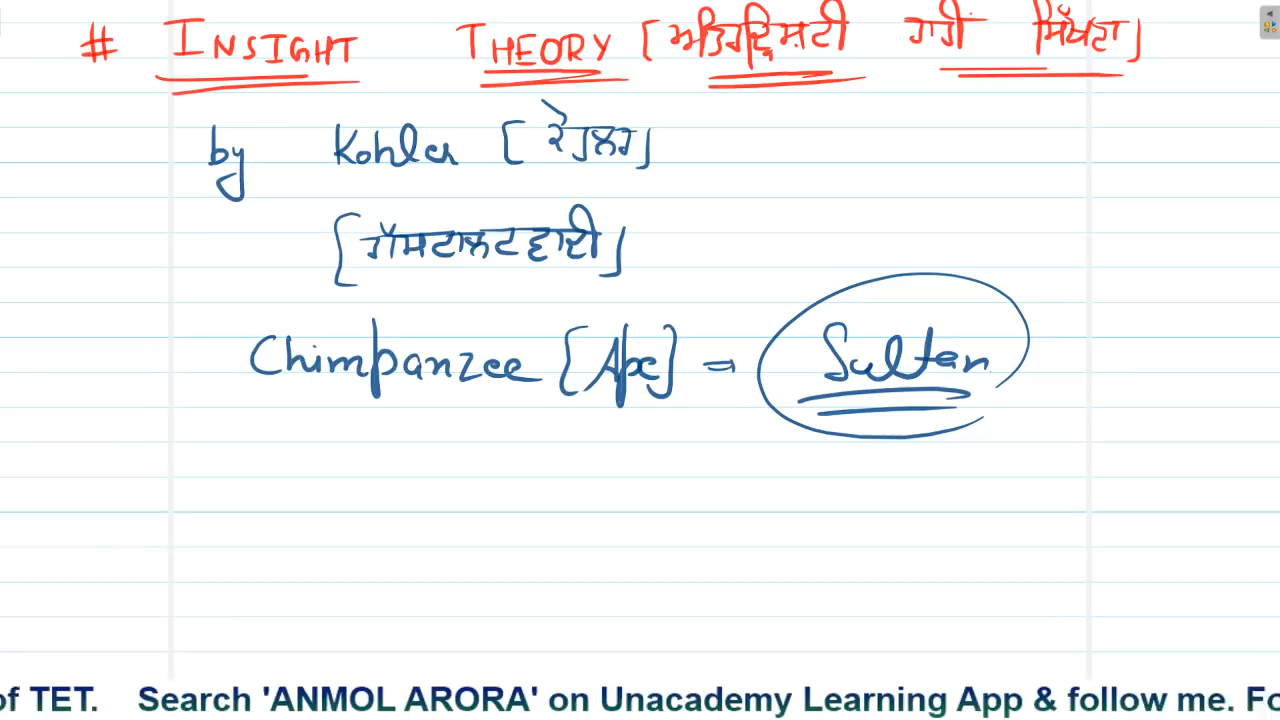 # INSIGHT THEORY [ਅੰਤਰਦ੍ਰਿਸ਼ਟੀ ਰਾਹੀਂ ਸਿੱਖਣਾ]
by Kohler [ਕੋਹਲਰ]
[ਗੈਸਟਾਲਟਵਾਦੀ]
Chimpanzee [Ape] = Sultan
of TET. Search 'ANMOL ARORA' on Unacademy Learning App & follow me. Fo